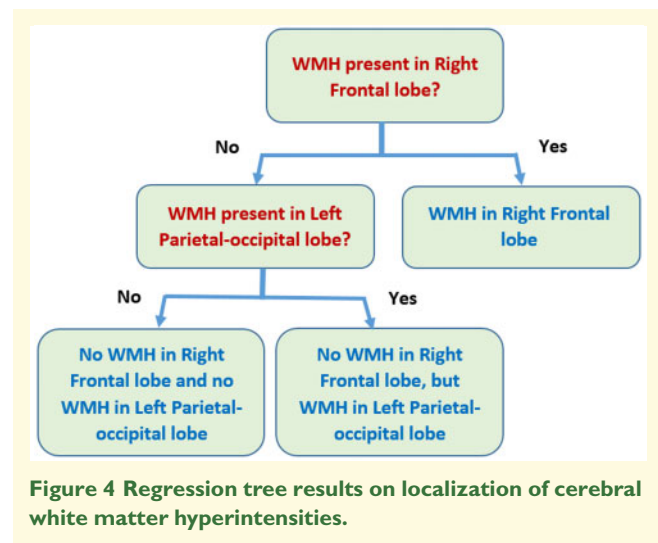 WMH present in Right
Frontal lobe?
No
Yes
WMH present in Left
Parietal-occipital lobe?
WMH in Right Frontal
lobe
No
Yes
No WMH in Right
Frontal lobe and no
WMH in Left Parietal-
occipital lobe
No WMH in Right
Frontal lobe, but
WMH in Left Parietal-
occipital lobe
Figure 4 Regression tree results on localization of cerebral
white matter hyperintensities.